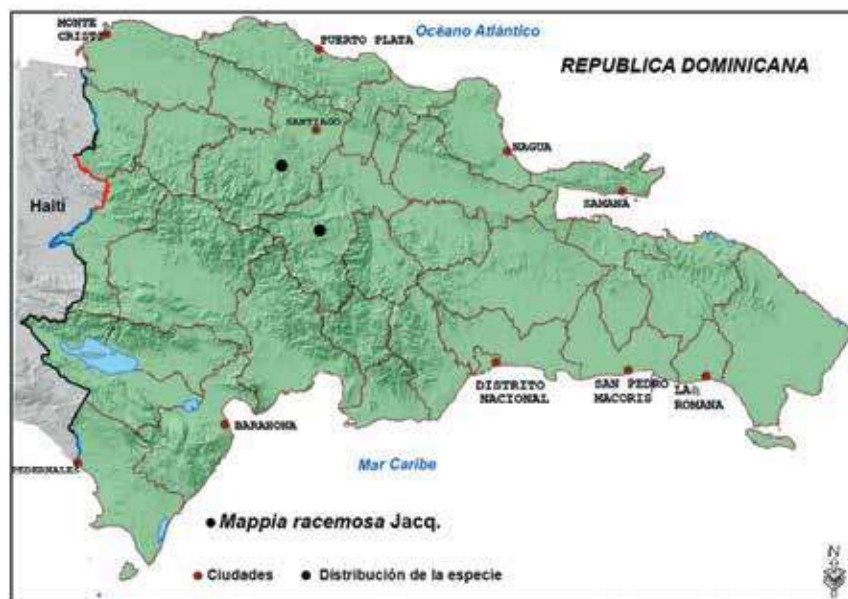 MONTE
CRISTI
PUERTO PLATA
Océano Atlántico
REPUBLICA DOMINICANA
SANTIAGO
NAGUA
Haití
SAMANA
DISTRITO
NACIONAL
SAN PEDRO
MACORIS
LA
ROMANA
BARAHONA
PEDERNALES
Mar Caribe
Mappia racemosa Jacq.
Ciudades
Distribución de la especie
N